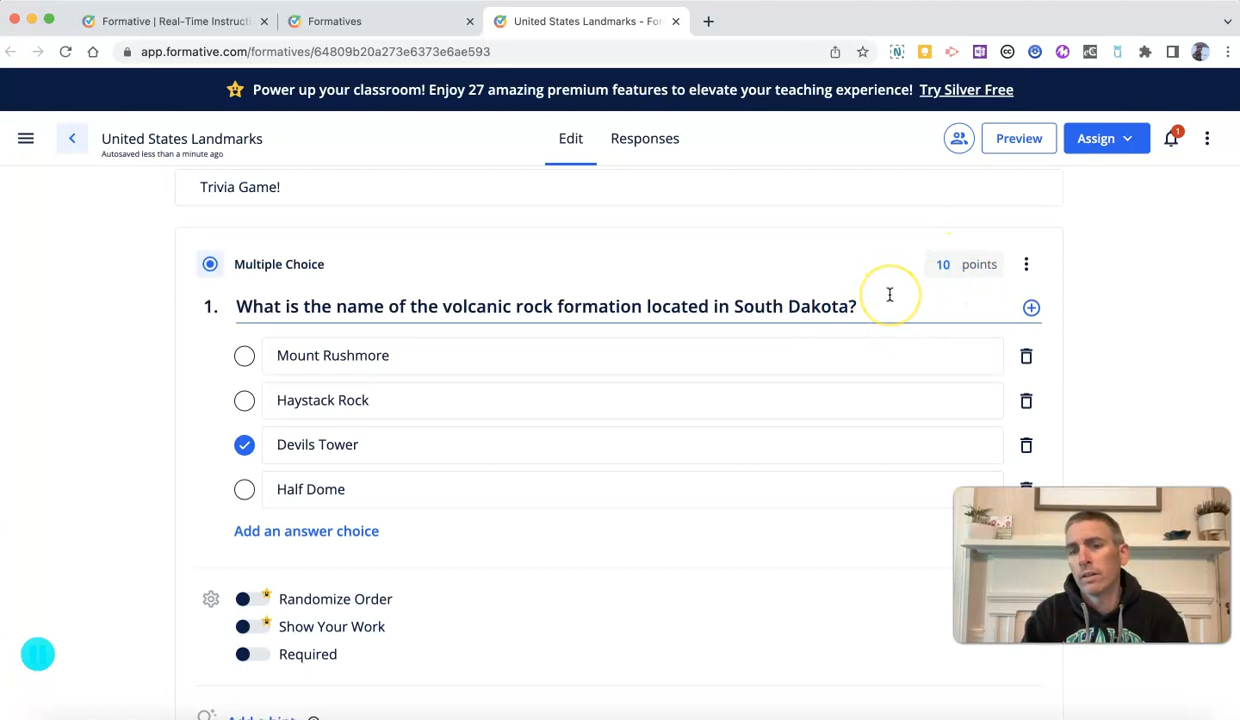 Formative | Real-Time Instructi
Formatives
United States Landmarks - For
app.formative.com/formatives/64809b20a273e6373e6ae593
Power up your classroom! Enjoy 27 amazing premium features to elevate your teaching experience! Try Silver Free
United States Landmarks
Autosaved less than a minute ago
Edit
Responses
Preview
Assign
1
Trivia Game!
Multiple Choice
10 points
1. What is the name of the volcanic rock formation located in South Dakota?
Mount Rushmore
Haystack Rock
Devils Tower
Half Dome
Add an answer choice
Randomize Order
Show Your Work
Required
Add a hint